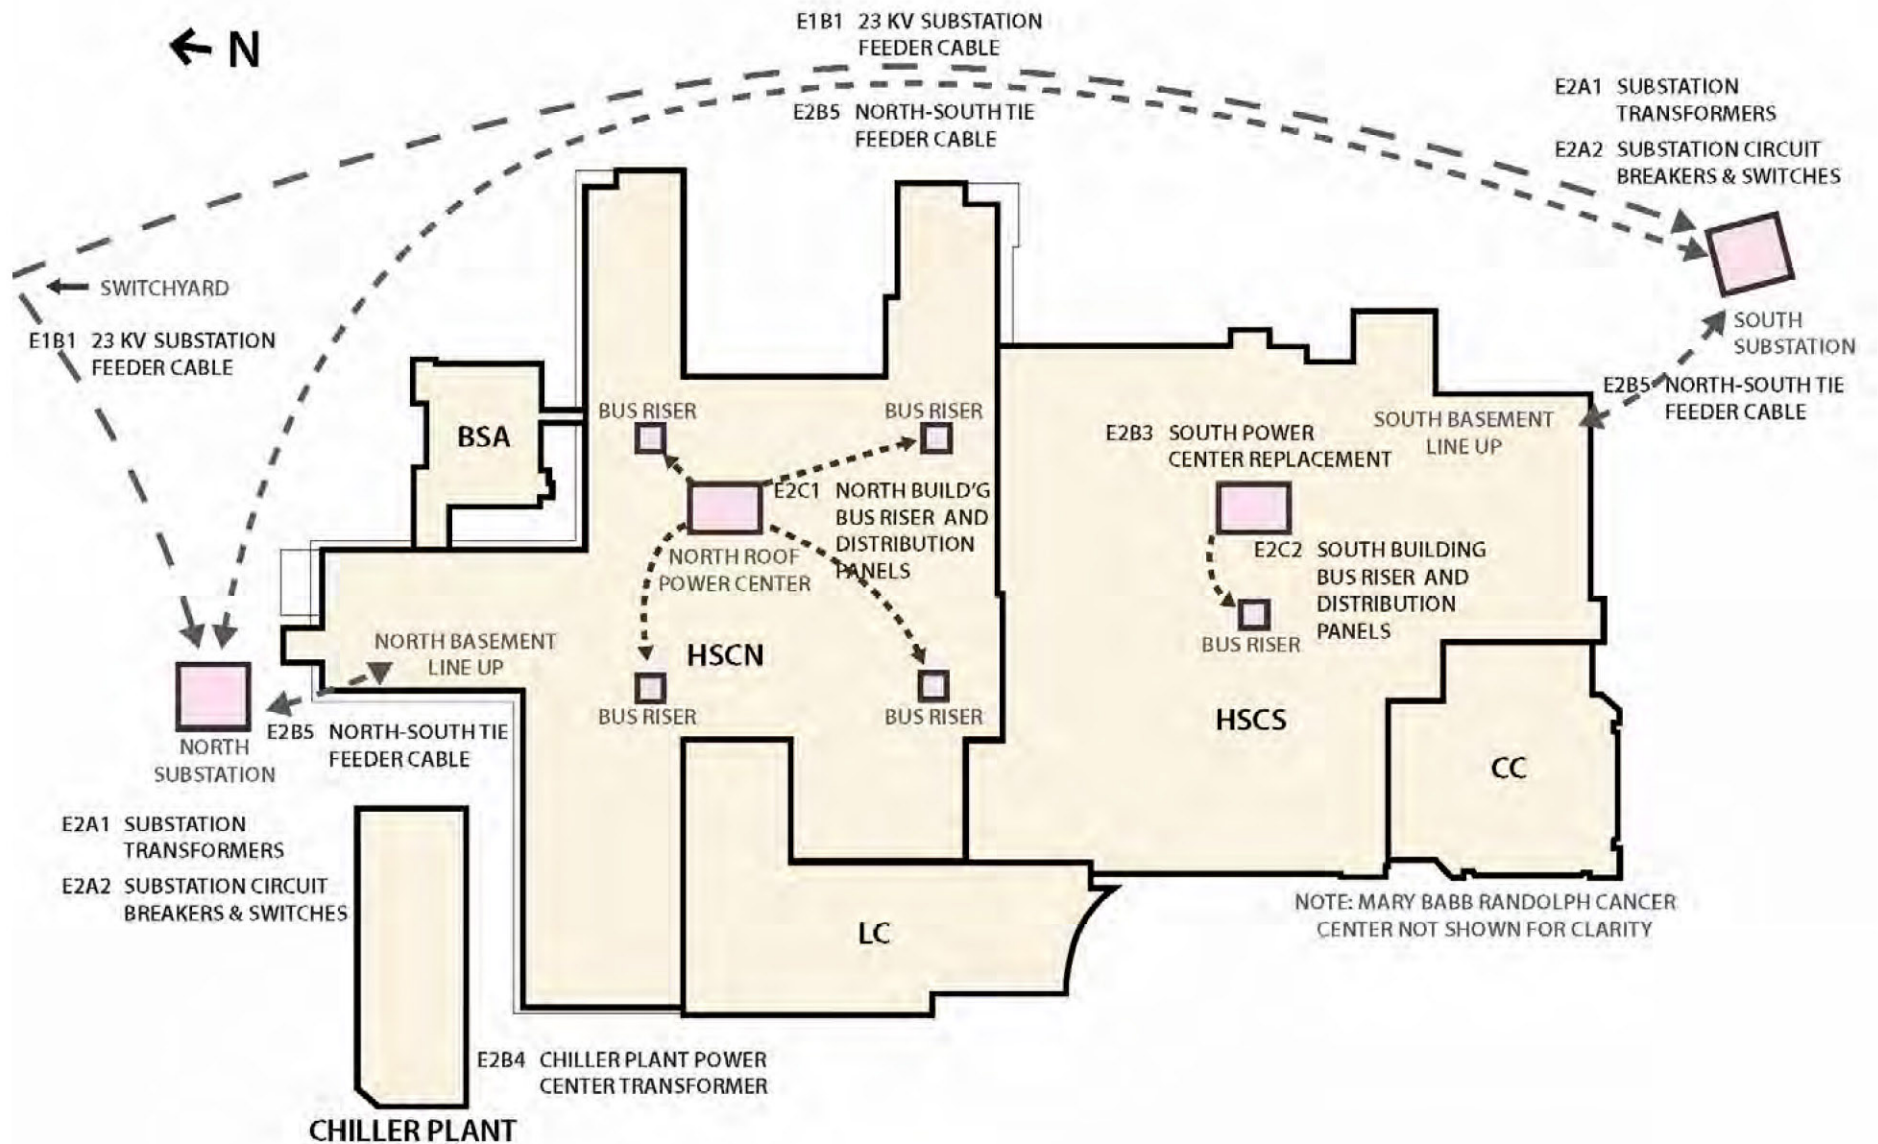 N
E1B1 23 KV SUBSTATION
FEEDER CABLE
E2B5 NORTH-SOUTH TIE
FEEDER CABLE
E2A1 SUBSTATION
TRANSFORMERS
E2A2 SUBSTATION CIRCUIT
BREAKERS & SWITCHES
SWITCHYARD
E1B1 23 KV SUBSTATION
FEEDER CABLE
SOUTH
SUBSTATION
E2B5 NORTH-SOUTH TIE
FEEDER CABLE
BSA
BUS RISER
BUS RISER
E2C1 NORTH BUILD'G
BUS RISER AND
DISTRIBUTION
PANELS
NORTH ROOF
POWER CENTER
E2B3 SOUTH POWER
CENTER REPLACEMENT
SOUTH BASEMENT
LINE UP
E2C2 SOUTH BUILDING
BUS RISER AND
DISTRIBUTION
PANELS
BUS RISER
NORTH BASEMENT
LINE UP
HSCN
BUS RISER
BUS RISER
HSCS
CC
NORTH
SUBSTATION
E2B5 NORTH-SOUTH TIE
FEEDER CABLE
E2A1 SUBSTATION
TRANSFORMERS
E2A2 SUBSTATION CIRCUIT
BREAKERS & SWITCHES
LC
NOTE: MARY BABB RANDOLPH CANCER
CENTER NOT SHOWN FOR CLARITY
E2B4 CHILLER PLANT POWER
CENTER TRANSFORMER
CHILLER PLANT